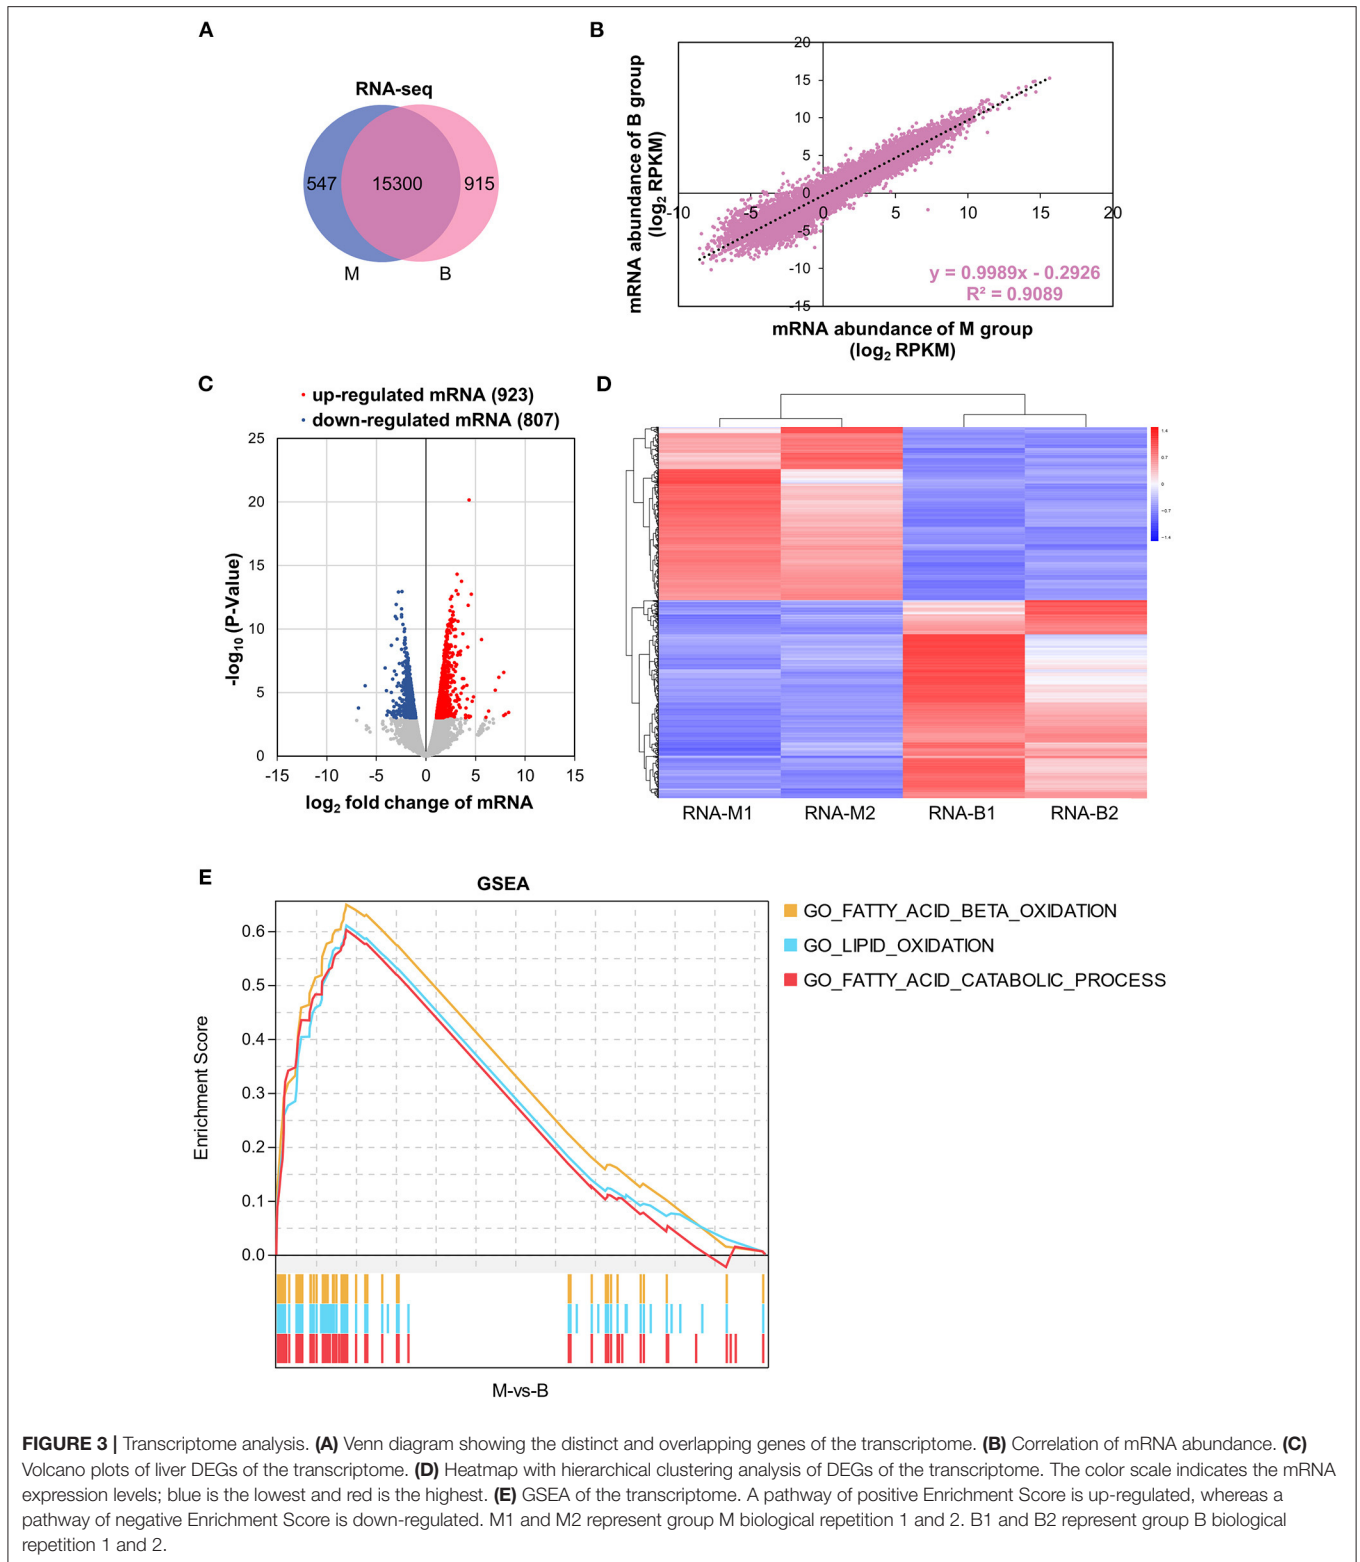 A
RNA-seq
547
15300
915
M
B
B
mRNA abundance of B group
(log2 RPKM)
20
15
10
5
0
-5
-10
-15
-10
-5
0
5
10
15
20
y = 0.9989x - 0.2926
R² = 0.9089
mRNA abundance of M group
(log2 RPKM)
C
up-regulated mRNA (923)
down-regulated mRNA (807)
-log10 (P-Value)
25
20
15
10
5
0
-15
-10
-5
0
5
10
15
log2 fold change of mRNA
D
1.4
0.7
0
-0.7
-1.4
RNA-M1
RNA-M2
RNA-B1
RNA-B2
E
GSEA
Enrichment Score
0.6
0.5
0.4
0.3
0.2
0.1
0.0
M-vs-B
GO_FATTY_ACID_BETA_OXIDATION
GO_LIPID_OXIDATION
GO_FATTY_ACID_CATABOLIC_PROCESS
FIGURE 3 | Transcriptome analysis. (A) Venn diagram showing the distinct and overlapping genes of the transcriptome. (B) Correlation of mRNA abundance. (C)
Volcano plots of liver DEGs of the transcriptome. (D) Heatmap with hierarchical clustering analysis of DEGs of the transcriptome. The color scale indicates the mRNA
expression levels; blue is the lowest and red is the highest. (E) GSEA of the transcriptome. A pathway of positive Enrichment Score is up-regulated, whereas a
pathway of negative Enrichment Score is down-regulated. M1 and M2 represent group M biological repetition 1 and 2. B1 and B2 represent group B biological
repetition 1 and 2.